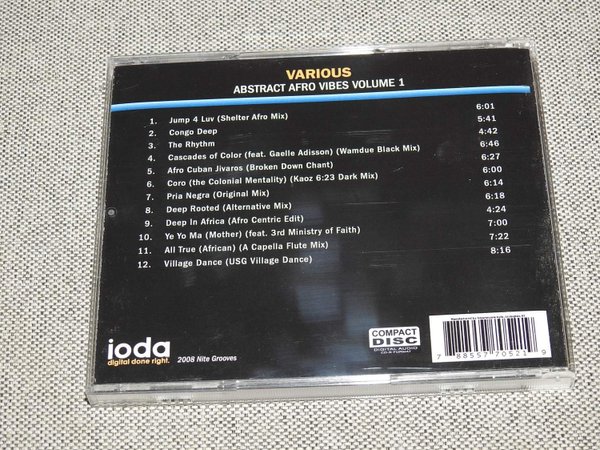 VARIOUS
ABSTRACT AFRO VIBES VOLUME 1
1. Jump 4 Luv (Shelter Afro Mix) 6:01
2. Congo Deep 5:41
3. The Rhythm 4:42
4. Cascades of Color (feat. Gaelle Adisson) (Wamdue Black Mix) 6:46
5. Afro Cuban Jivaros (Broken Down Chant) 6:27
6. Coro (the Colonial Mentality) (Kaoz 6:23 Dark Mix) 6:00
7. Pria Negra (Original Mix) 6:14
8. Deep Rooted (Alternative Mix) 6:18
9. Deep In Africa (Afro Centric Edit) 4:24
10. Ye Yo Ma (Mother) (feat. 3rd Ministry of Faith) 7:00
11. All True (African) (A Capella Flute Mix) 7:22
12. Village Dance (USG Village Dance) 8:16
ioda
digital done right.
2008 Nite Grooves
COMPACT
DISC
DIGITAL AUDIO
CD-R FORMAT
7 88557 70521 9